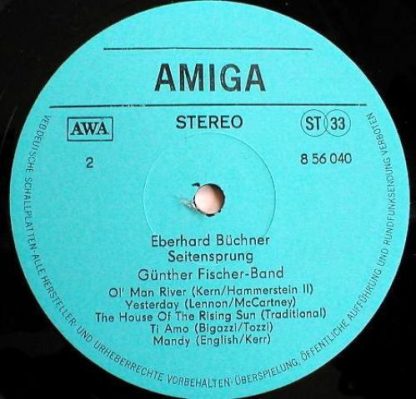 AMIGA
AWA
STEREO
ST 33
2
8 56 040
Eberhard Büchner
Seitensprung
Günther Fischer-Band
Ol' Man River (Kern/Hammerstein II)
Yesterday (Lennon/McCartney)
The House Of The Rising Sun (Traditional)
Ti Amo (Bigazzi/Tozzi)
Mandy (English/Kerr)
VEB DEUTSCHE SCHALLPLATTEN·ALLE HERSTELLER-UND URHEBERRECHTE VORBEHALTEN·ÜBERSPIELUNG, ÖFFENTLICHE AUFFÜHRUNG UND RUNDFUNKSENDUNG VERBOTEN